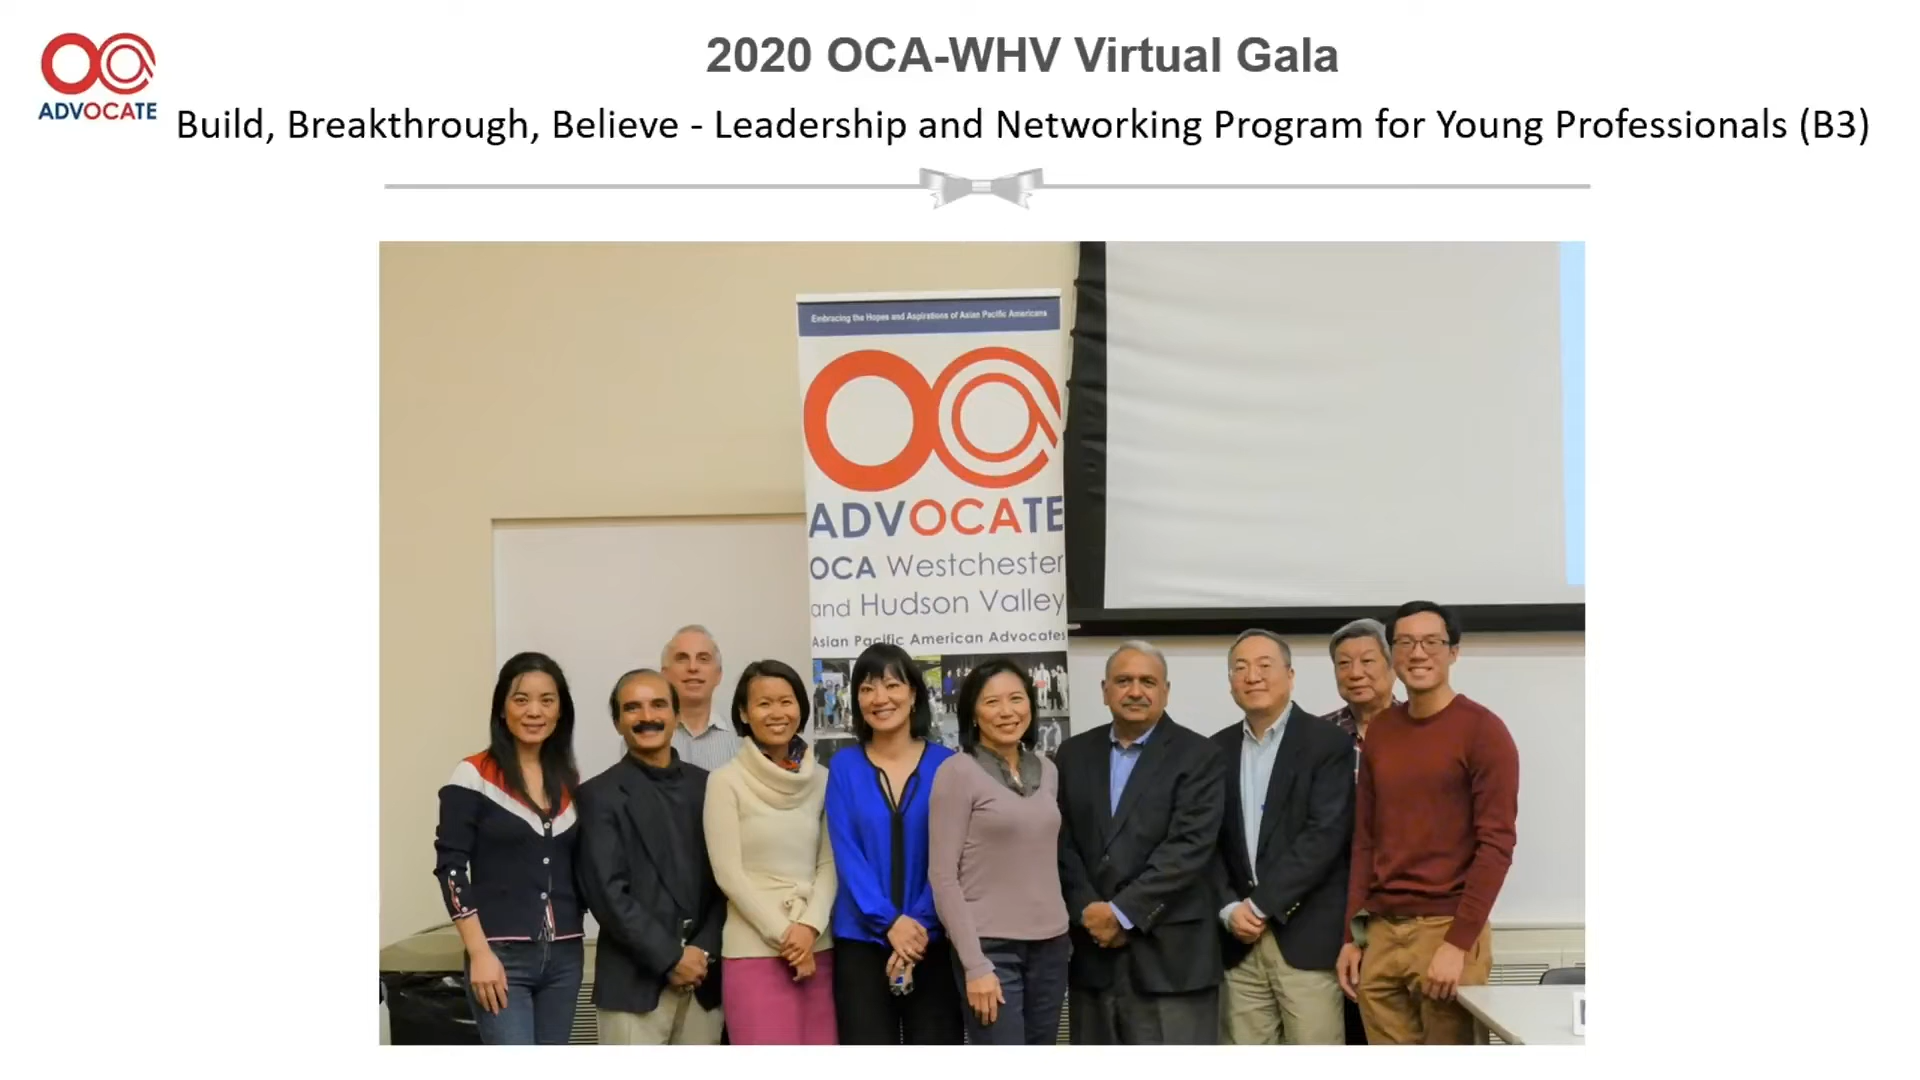 2020 OCA-WHV Virtual Gala
ADVOCATE
Build, Breakthrough, Believe - Leadership and Networking Program for Young Professionals (B3)
Embracing the Hopes and Aspirations of Asian Pacific Americans
OCA
ADVOCATE
OCA Westchester
and Hudson Valley
Asian Pacific American Advocates